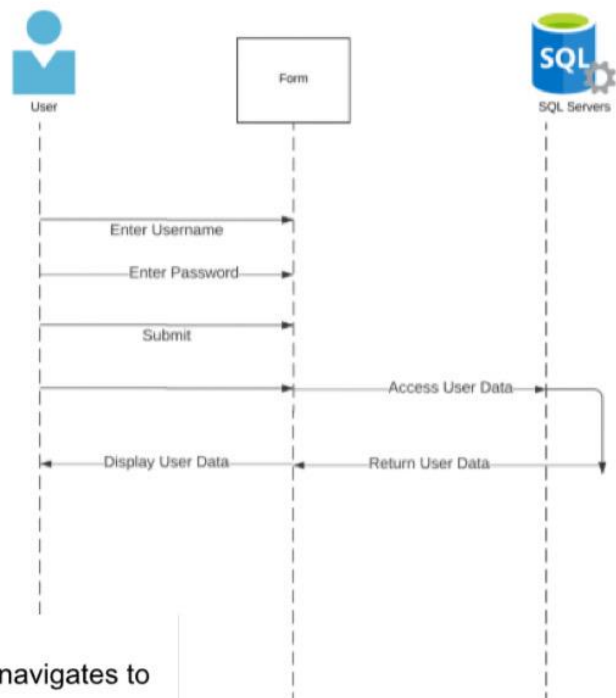 SQL
User
Form
SQL Servers
Enter Username
Enter Password
Submit
Access User Data
Display User Data
Return User Data
navigates to